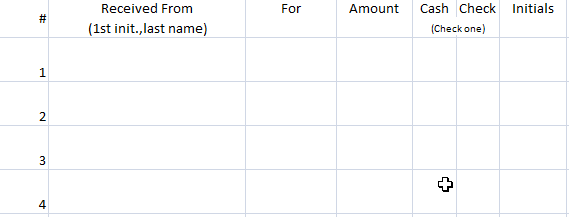 # Received From For Amount Cash Check Initials
(1st init.,last name) (Check one)
1
2
3
4